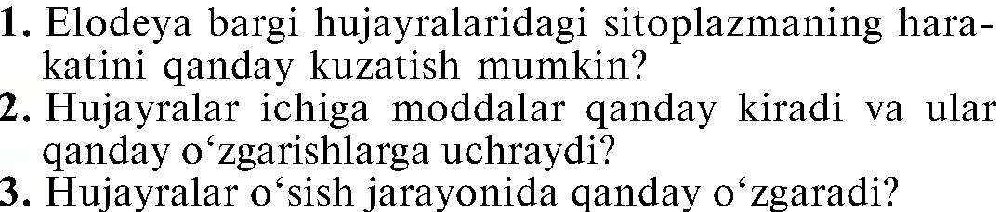 1. Elodeya bargi hujayralaridagi sitoplazmaning hara-
katini qanday kuzatish mumkin?
2. Hujayralar ichiga moddalar qanday kiradi va ular
qanday o‘zgarishlarga uchraydi?
3. Hujayralar o‘sish jarayonida qanday o‘zgaradi?